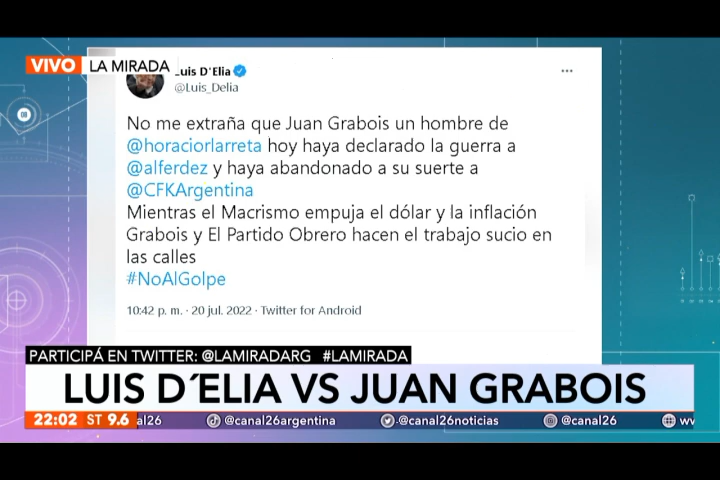 VIVO LA MIRADA
Luis D'Elia
@Luis_Delia
No me extraña que Juan Grabois un hombre de
@horaciorlarreta hoy haya declarado la guerra a
@alferdez y haya abandonado a su suerte a
@CFKArgentina
Mientras el Macrismo empuja el dólar y la inflación
Grabois y El Partido Obrero hacen el trabajo sucio en
las calles
#NoAlGolpe
10:42 p. m. · 20 jul. 2022 · Twitter for Android
PARTICIPÁ EN TWITTER: @LAMIRADARG #LAMIRADA
LUIS D´ELIA VS JUAN GRABOIS
22:02 ST 9.6 al26 @canal26argentina @canal26noticias @canal26 ww